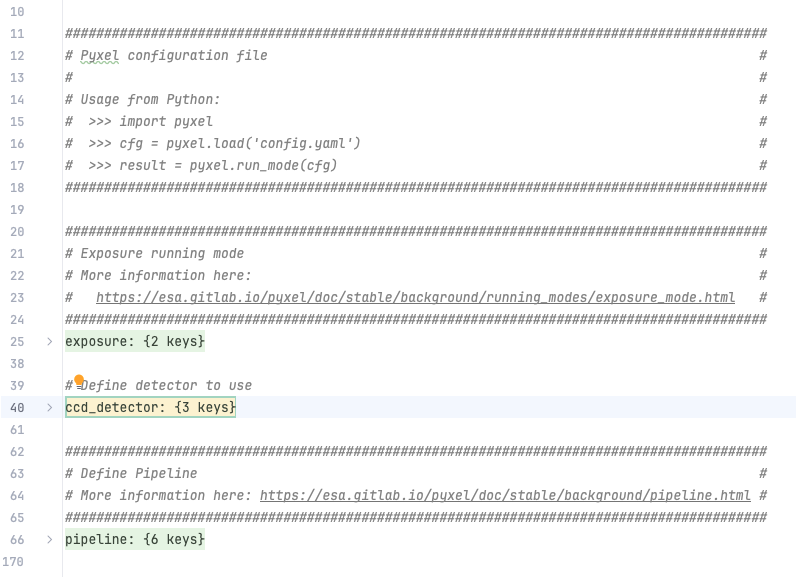 10
11 ##########################################################################################
12 # Pyxel configuration file #
13 # #
14 # Usage from Python: #
15 # >>> import pyxel #
16 # >>> cfg = pyxel.load('config.yaml') #
17 # >>> result = pyxel.run_mode(cfg) #
18 ##########################################################################################
19
20 ##########################################################################################
21 # Exposure running mode #
22 # More information here: #
23 # https://esa.gitlab.io/pyxel/doc/stable/background/running_modes/exposure_mode.html #
24 ##########################################################################################
25 exposure: {2 keys}
38
39 # Define detector to use
40 ccd_detector: {3 keys}
61
62 ##########################################################################################
63 # Define Pipeline #
64 # More information here: https://esa.gitlab.io/pyxel/doc/stable/background/pipeline.html #
65 ##########################################################################################
66 pipeline: {6 keys}
170